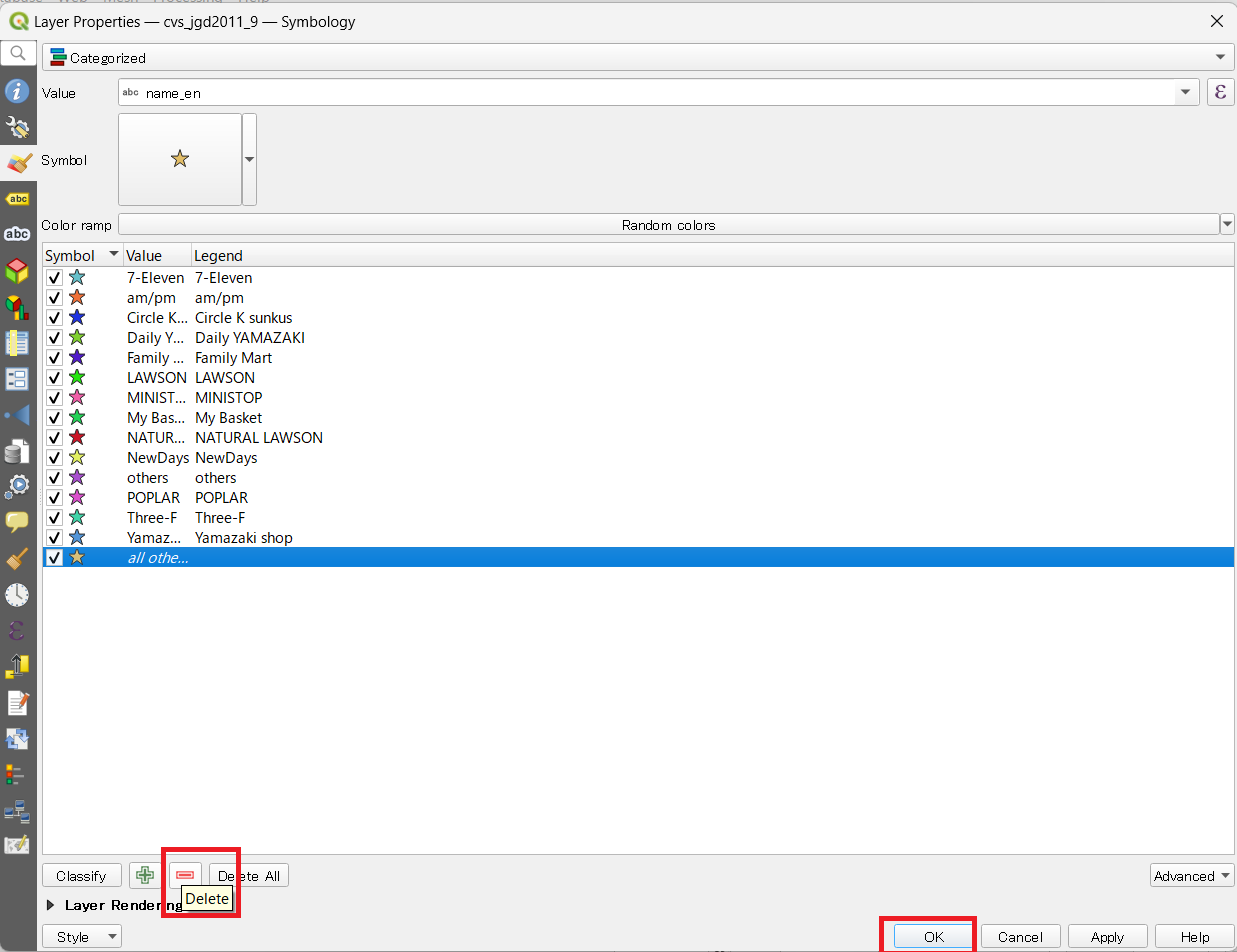 Layer Properties — cvs_jgd2011_9 — Symbology
Categorized
Value abc name_en ε
Symbol
Color ramp Random colors
Symbol Value Legend
7-Eleven 7-Eleven
am/pm am/pm
Circle K... Circle K sunkus
Daily Y... Daily YAMAZAKI
Family ... Family Mart
LAWSON LAWSON
MINIST... MINISTOP
My Bas... My Basket
NATUR... NATURAL LAWSON
NewDays NewDays
others others
POPLAR POPLAR
Three-F Three-F
Yamaz... Yamazaki shop
all othe...
abc
abc
Classify Delete All Advanced
Delete
Layer Rendering
Style OK Cancel Apply Help